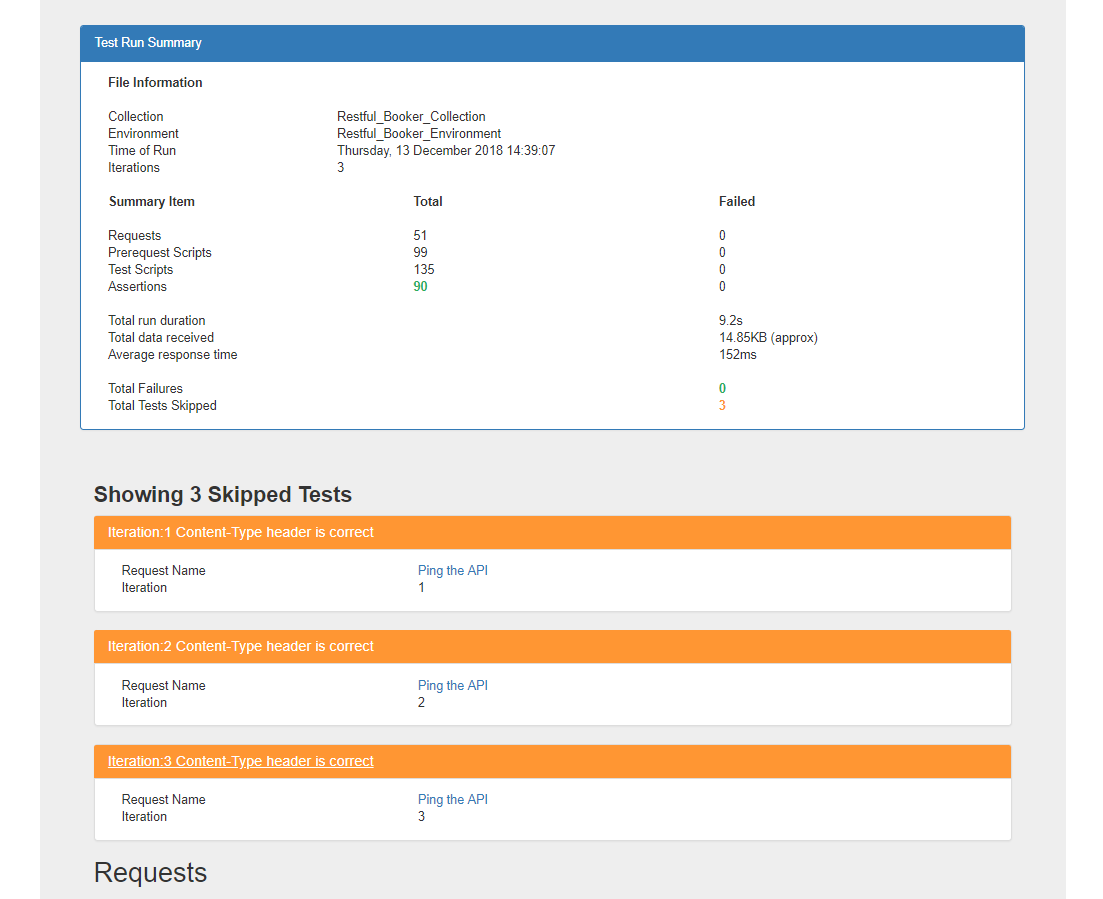 Test Run Summary
File Information
Collection Restful_Booker_Collection
Environment Restful_Booker_Environment
Time of Run Thursday, 13 December 2018 14:39:07
Iterations 3
Summary Item Total Failed
Requests 51 0
Prerequest Scripts 99 0
Test Scripts 135 0
Assertions 90 0
Total run duration 9.2s
Total data received 14.85KB (approx)
Average response time 152ms
Total Failures 0
Total Tests Skipped 3
Showing 3 Skipped Tests
Iteration:1 Content-Type header is correct
Request Name Ping the API
Iteration 1
Iteration:2 Content-Type header is correct
Request Name Ping the API
Iteration 2
Iteration:3 Content-Type header is correct
Request Name Ping the API
Iteration 3
Requests